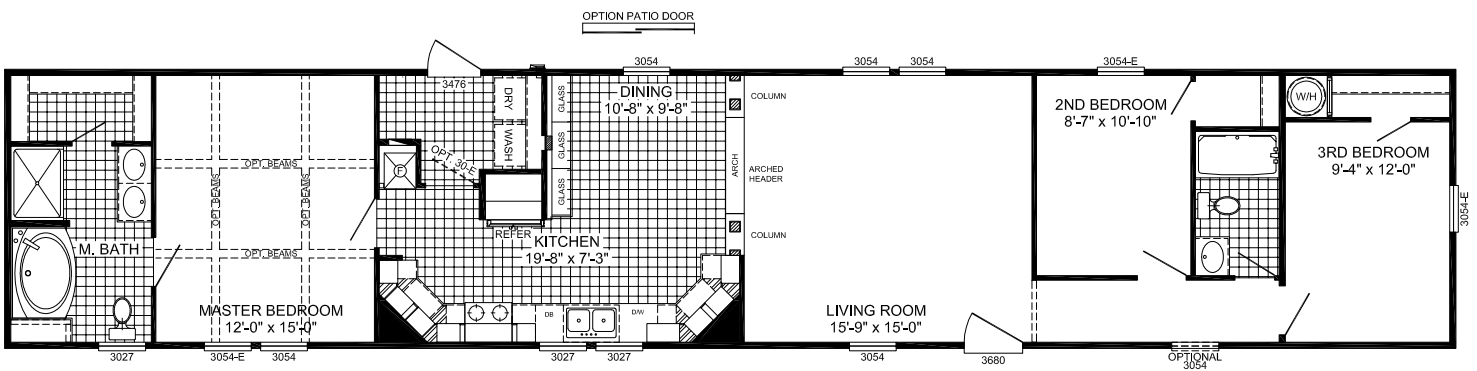 OPTION PATIO DOOR
3054
3054
3054
3054-E
3476
DRY
WASH
GLASS
GLASS
GLASS
DINING
10'-8" x 9'-8"
COLUMN
ARCH
ARCHED
HEADER
COLUMN
2ND BEDROOM
8'-7" x 10'-10"
W/H
3RD BEDROOM
9'-4" x 12'-0"
3054-E
OPT. BEAMS
OPT. BEAMS
OPT. BEAMS
OPT. BEAMS
F
OPT. 30-E
REFER
KITCHEN
19'-8" x 7'-3"
M. BATH
MASTER BEDROOM
12'-0" x 15'-0"
DB
D/W
LIVING ROOM
15'-9" x 15'-0"
3027
3054-E
3054
3027
3027
3054
3680
OPTIONAL
3054